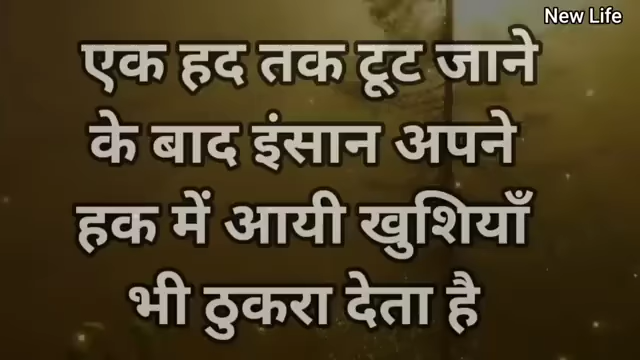 New Life
एक हद तक टूट जाने
के बाद इंसान अपने
हक में आयी खुशियाँ
भी ठुकरा देता है